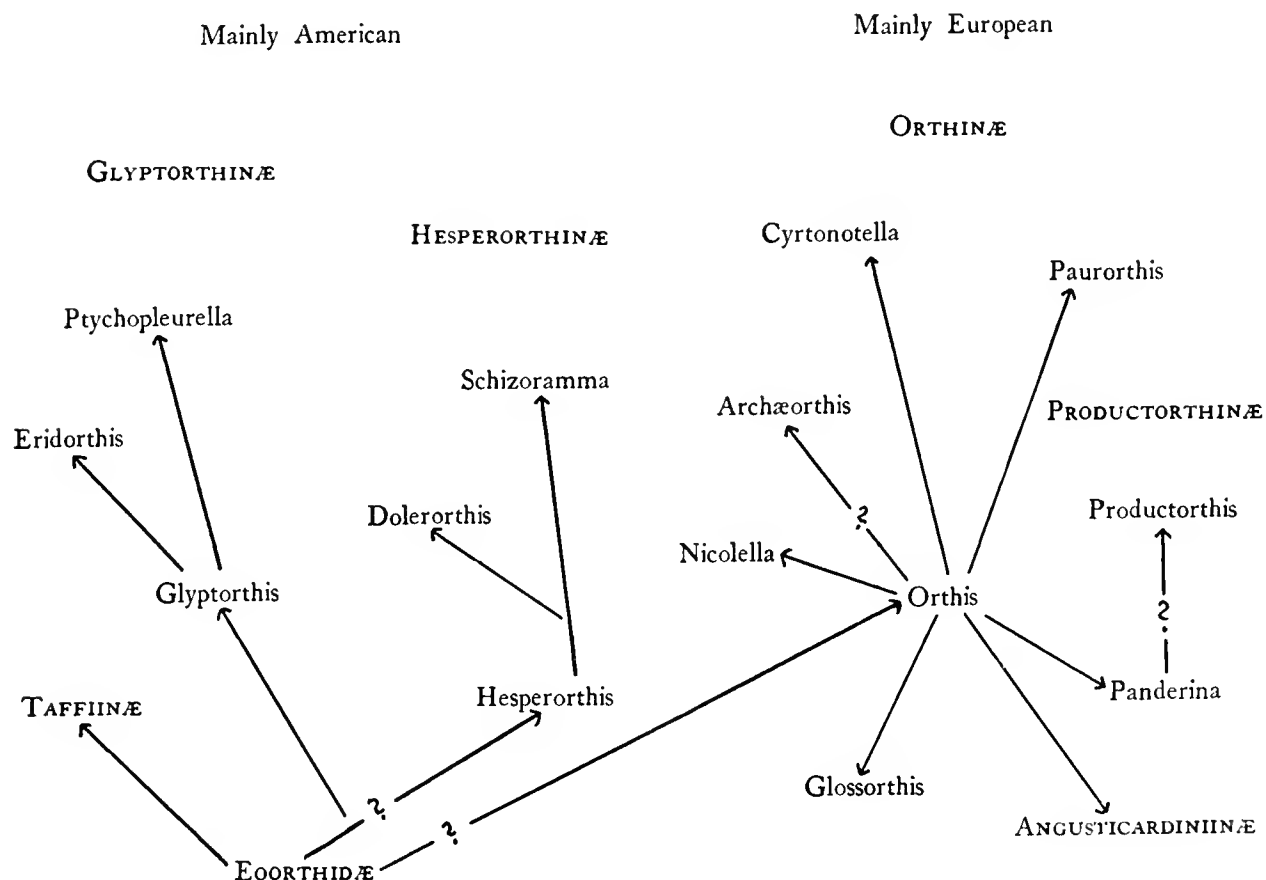 Mainly American
Mainly European
ORTHINÆ
GLYPTORTHINÆ
HESPERORTHINÆ
Cyrtonotella
Paurorthis
Ptychopleurella
Schizoramma
Archæorthis
PRODUCTORTHINÆ
Eridorthis
Dolerorthis
Productorthis
?
Nicolella
Glyptorthis
Orthis
?
Hesperorthis
Panderina
TAFFIINÆ
Glossorthis
?
?
ANGUSTICARDINIINÆ
EOORTHIDÆ